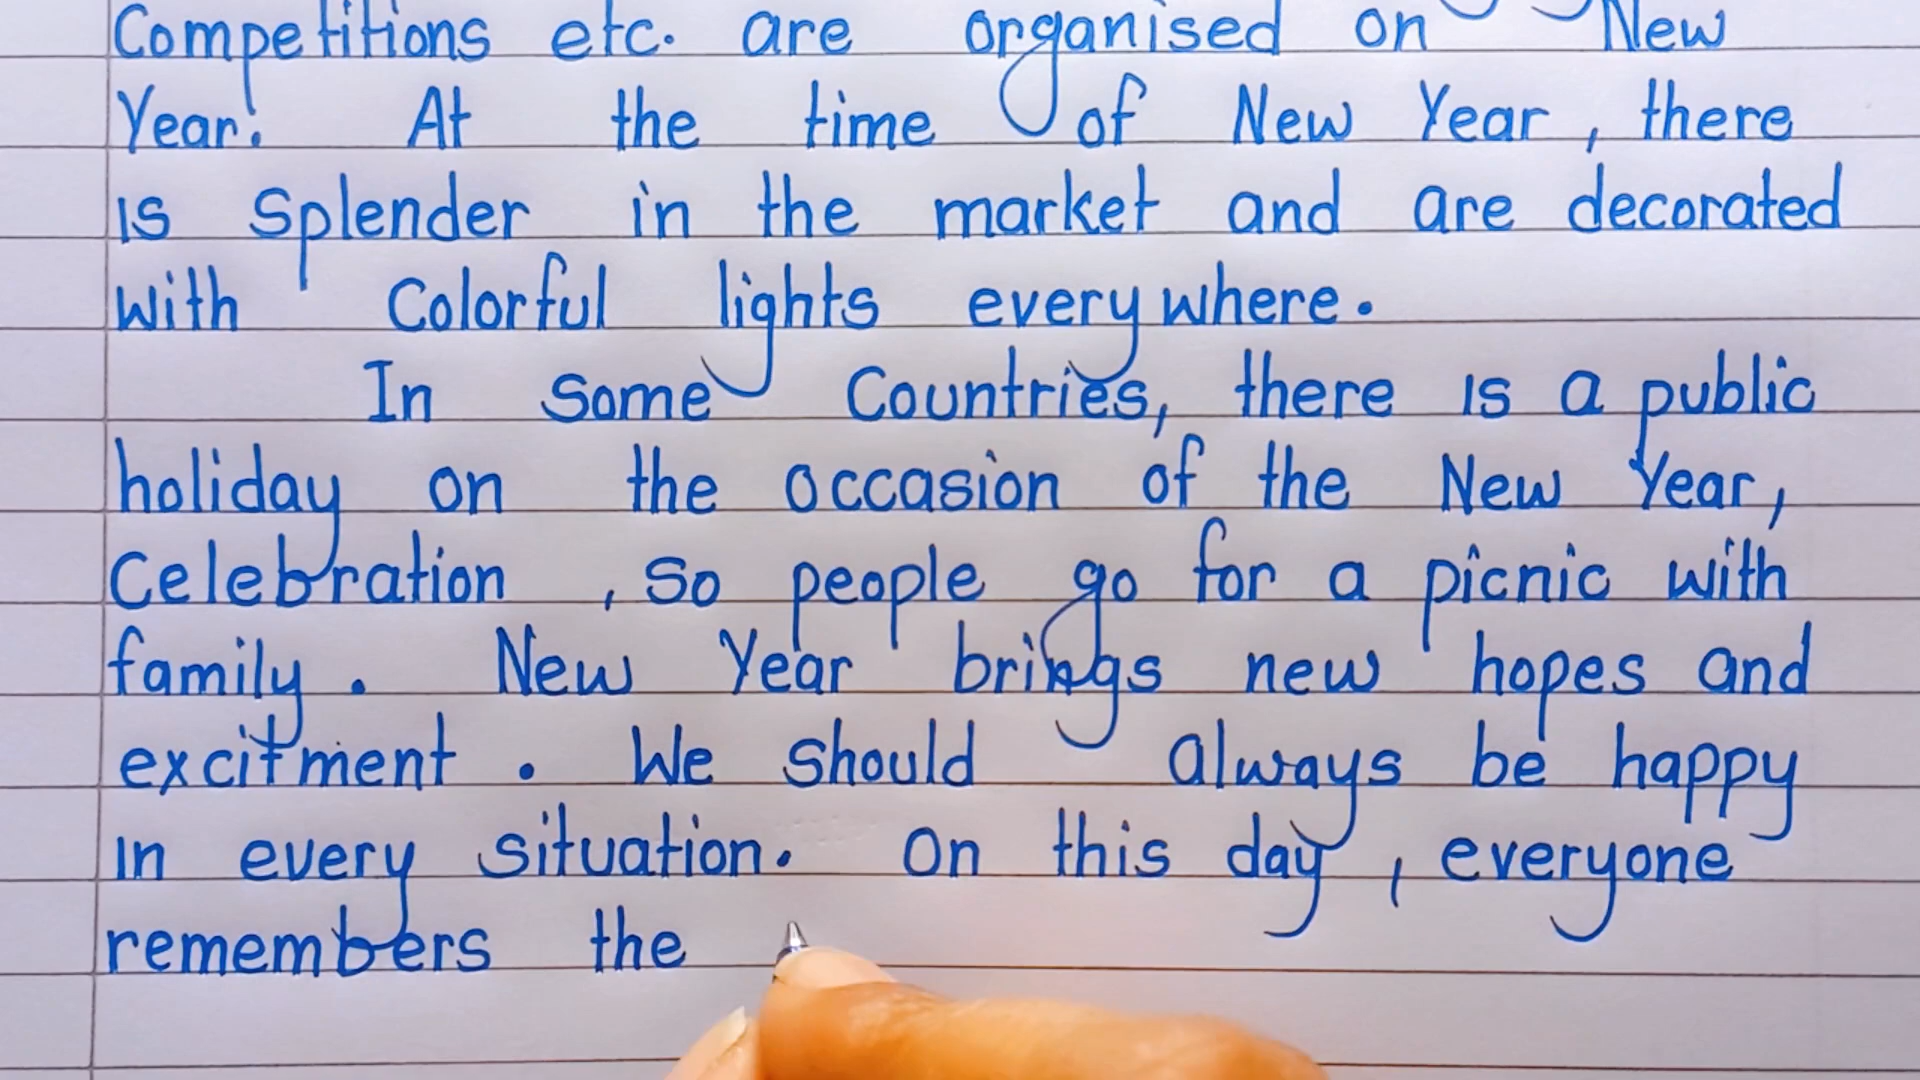 Competitions etc. are organised on New
Year. At the time of New Year, there
is splender in the market and are decorated
with colorful lights everywhere.
In some countries, there is a public
holiday on the occasion of the New Year,
celebration , so people go for a picnic with
family. New Year brings new hopes and
excitment. We should always be happy
in every situation. On this day, everyone
remembers the